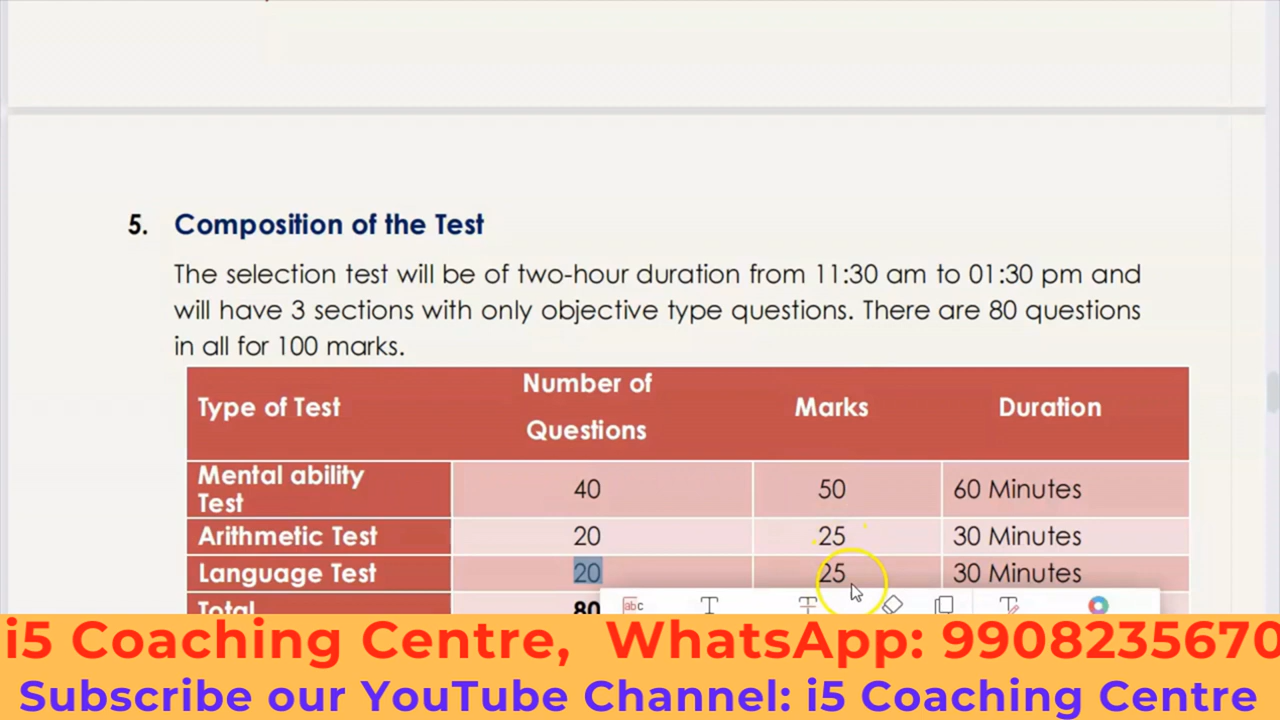 5. Composition of the Test
The selection test will be of two-hour duration from 11:30 am to 01:30 pm and
will have 3 sections with only objective type questions. There are 80 questions
in all for 100 marks.
Type of Test Number of Questions Marks Duration
Mental ability Test 40 50 60 Minutes
Arithmetic Test 20 25 30 Minutes
Language Test 20 25 30 Minutes
Total 80
abc
i5 Coaching Centre, WhatsApp: 9908235670
Subscribe our YouTube Channel: i5 Coaching Centre